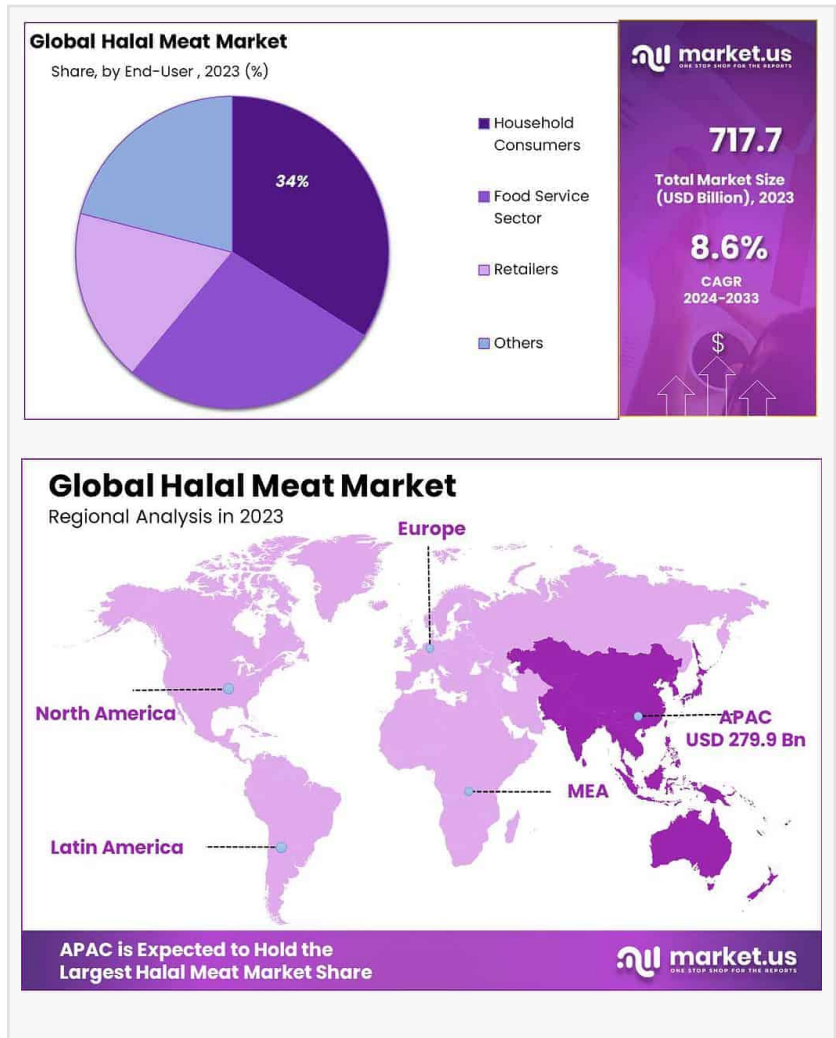 Global Halal Meat Market
Share, by End-User , 2023 (%)
34%
Household
Consumers
Food Service
Sector
Retailers
Others
market.us
ONE STOP SHOP FOR THE REPORTS
717.7
Total Market Size
(USD Billion), 2023
8.6%
CAGR
2024-2033
$
Global Halal Meat Market
Regional Analysis in 2023
Europe
North America
APAC
USD 279.9 Bn
MEA
Latin America
APAC is Expected to Hold the
Largest Halal Meat Market Share
market.us
ONE STOP SHOP FOR THE REPORTS